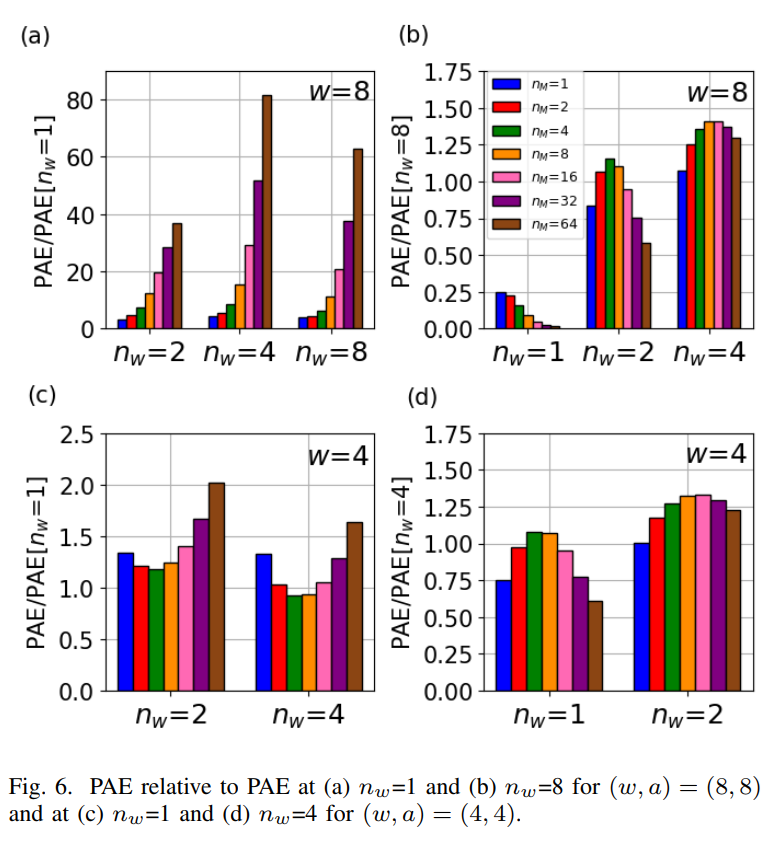 (a)
PAE/PAE[n_w=1]
w=8
80
60
40
20
0
n_w=2 n_w=4 n_w=8
(b)
PAE/PAE[n_w=8]
w=8
1.75
1.50
1.25
1.00
0.75
0.50
0.25
0.00
n_M=1
n_M=2
n_M=4
n_M=8
n_M=16
n_M=32
n_M=64
n_w=1 n_w=2 n_w=4
(c)
PAE/PAE[n_w=1]
w=4
2.5
2.0
1.5
1.0
0.5
0.0
n_w=2 n_w=4
(d)
PAE/PAE[n_w=4]
w=4
1.75
1.50
1.25
1.00
0.75
0.50
0.25
0.00
n_w=1 n_w=2
Fig. 6. PAE relative to PAE at (a) n_w=1 and (b) n_w=8 for (w, a) = (8, 8)
and at (c) n_w=1 and (d) n_w=4 for (w, a) = (4, 4).